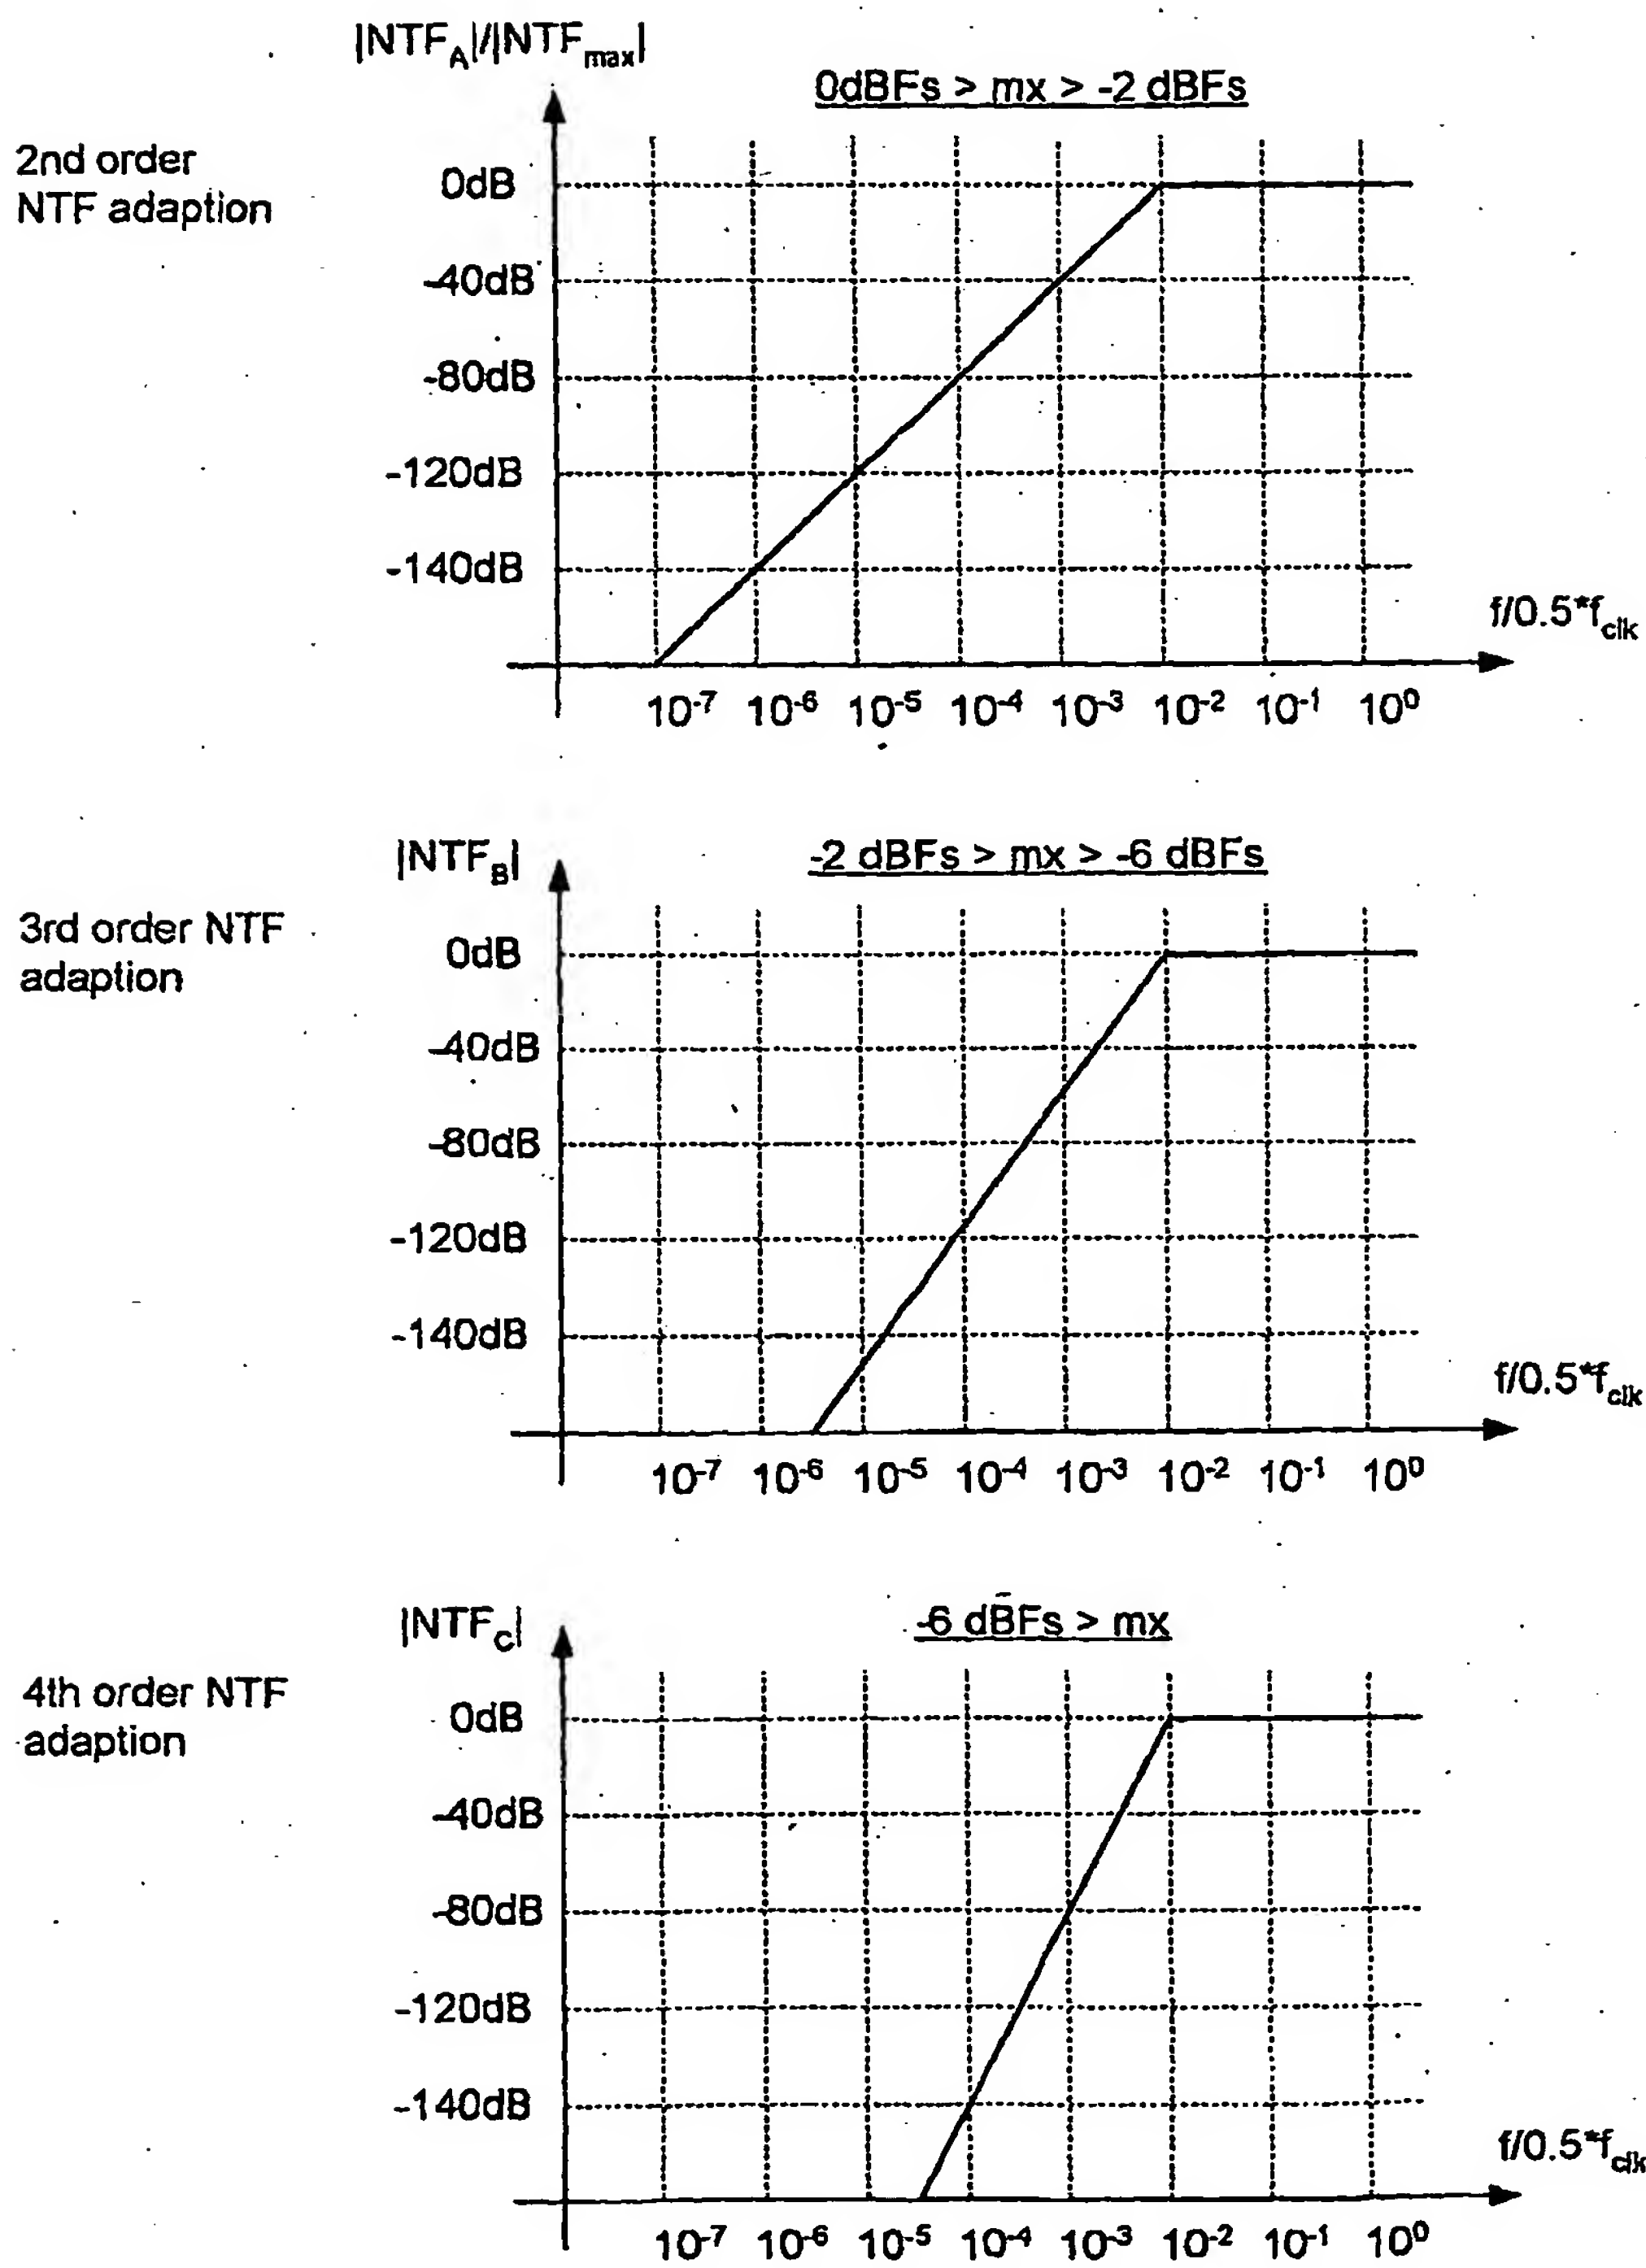 |NTF_A|/|NTF_max|
0dBFs > mx > -2 dBFs
2nd order
NTF adaption
0dB
-40dB
-80dB
-120dB
-140dB
f/0.5*f_clk
10^-7 10^-6 10^-5 10^-4 10^-3 10^-2 10^-1 10^0
|NTF_B|
-2 dBFs > mx > -6 dBFs
3rd order NTF
adaption
0dB
-40dB
-80dB
-120dB
-140dB
f/0.5*f_clk
10^-7 10^-6 10^-5 10^-4 10^-3 10^-2 10^-1 10^0
|NTF_C|
-6 dBFs > mx
4th order NTF
adaption
0dB
-40dB
-80dB
-120dB
-140dB
f/0.5*f_clk
10^-7 10^-6 10^-5 10^-4 10^-3 10^-2 10^-1 10^0